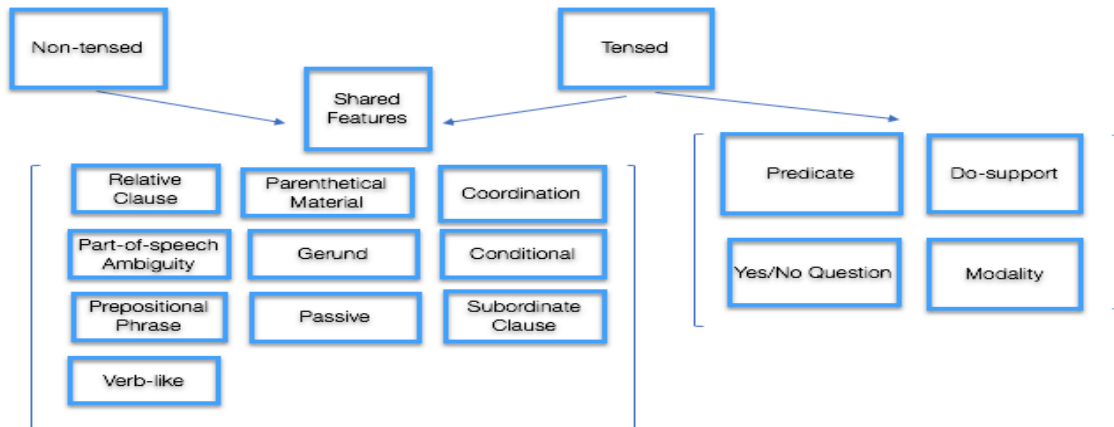 Non-tensed
Tensed
Shared
Features
Relative
Clause
Parenthetical
Material
Coordination
Part-of-speech
Ambiguity
Gerund
Conditional
Prepositional
Phrase
Passive
Subordinate
Clause
Verb-like
Predicate
Do-support
Yes/No Question
Modality